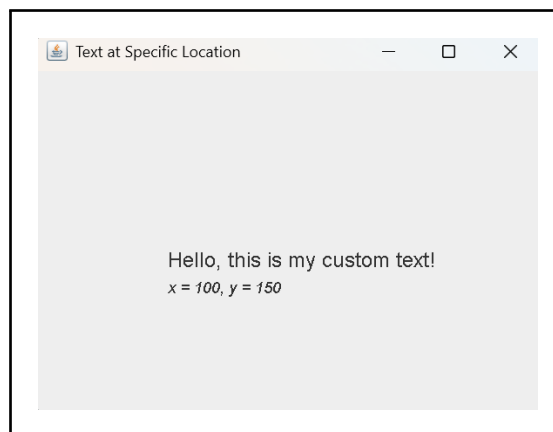 Text at Specific Location
Hello, this is my custom text!
x = 100, y = 150